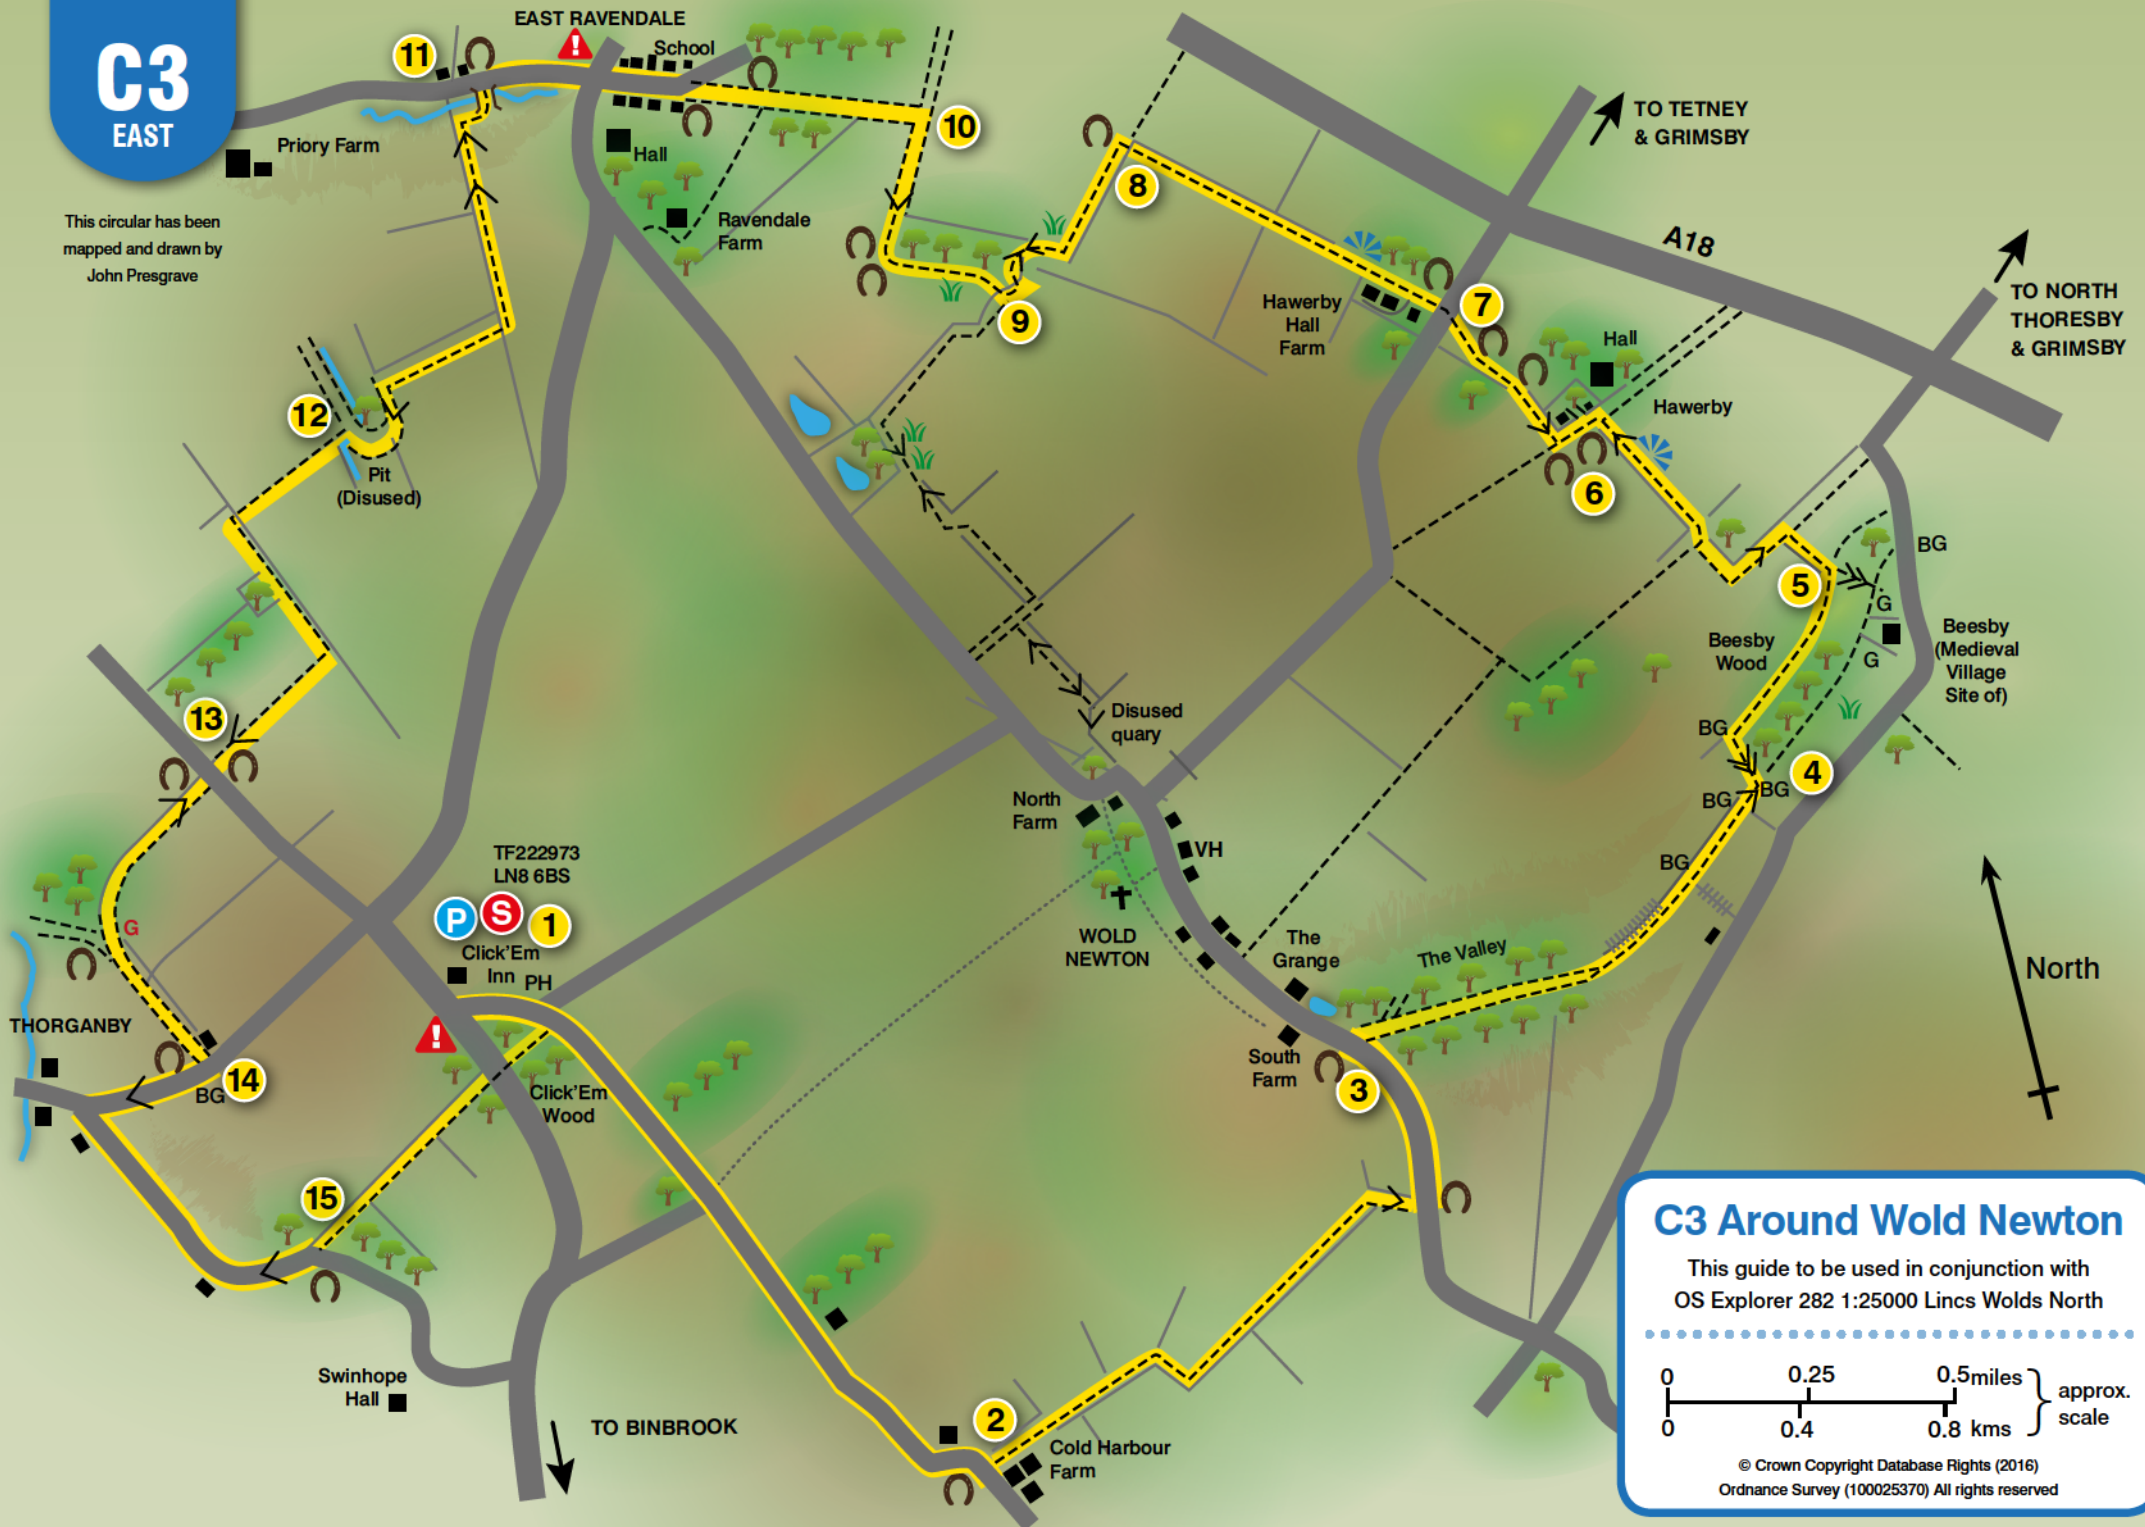 C3
EAST
This circular has been
mapped and drawn by
John Presgrave
EAST RAVENDALE
School
11
!
Priory Farm
Hall
Ravendale
Farm
10
8
9
TO TETNEY
& GRIMSBY
A18
TO NORTH
THORESBY
& GRIMSBY
Hawerby
Hall
Farm
7
Hall
Hawerby
6
5
BG
G
G
Beesby
(Medieval
Village
Site of)
Beesby
Wood
BG
4
BG
BG
BG
12
Pit
(Disused)
13
Disused
quary
North
Farm
VH
WOLD
NEWTON
The
Grange
The Valley
South
Farm
3
North
TF222973
LN8 6BS
P
S
1
Click'Em
Inn
PH
!
Click'Em
Wood
G
THORGANBY
BG
14
15
Swinhope
Hall
TO BINBROOK
2
Cold Harbour
Farm
C3 Around Wold Newton
This guide to be used in conjunction with
OS Explorer 282 1:25000 Lincs Wolds North
0 0.25 0.5 miles
0 0.4 0.8 kms
approx.
scale
© Crown Copyright Database Rights (2016)
Ordnance Survey (100025370) All rights reserved